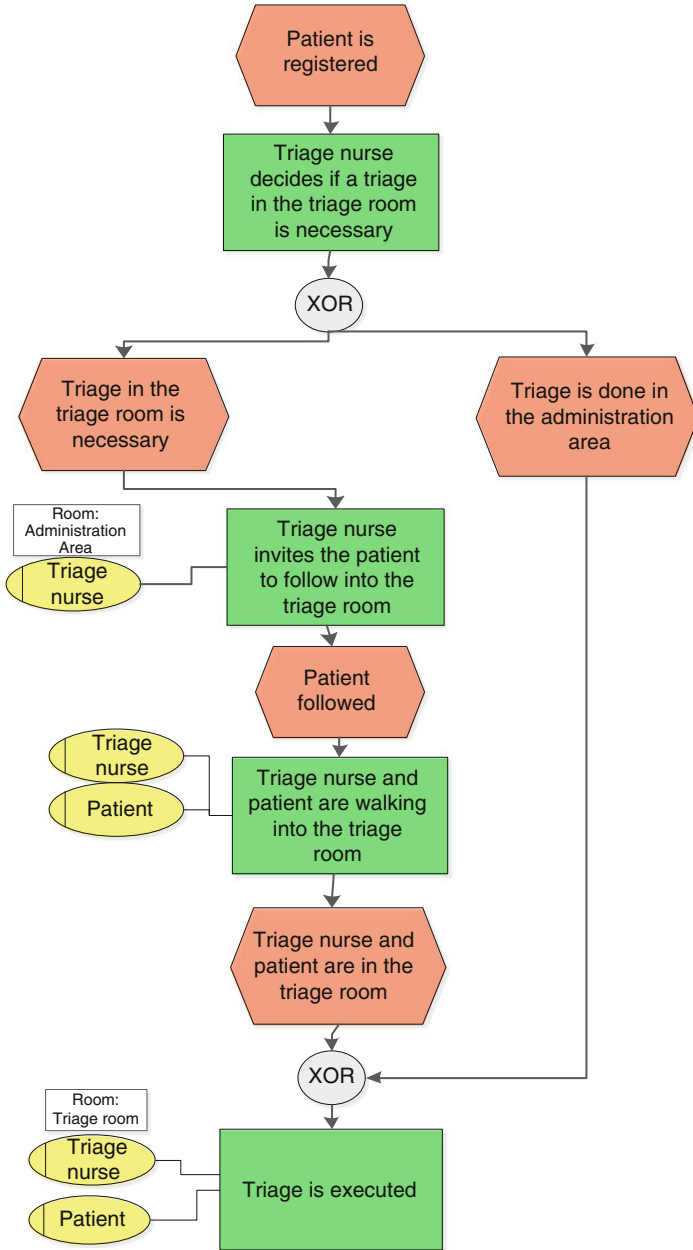 Patient is
registered
Triage nurse
decides if a triage
in the triage room
is necessary
XOR
Triage in the
triage room is
necessary
Triage is done in
the administration
area
Room:
Administration
Area
Triage
nurse
Triage nurse
invites the patient
to follow into the
triage room
Patient
followed
Triage
nurse
Patient
Triage nurse and
patient are walking
into the triage
room
Triage nurse and
patient are in the
triage room
XOR
Room:
Triage room
Triage
nurse
Patient
Triage is executed